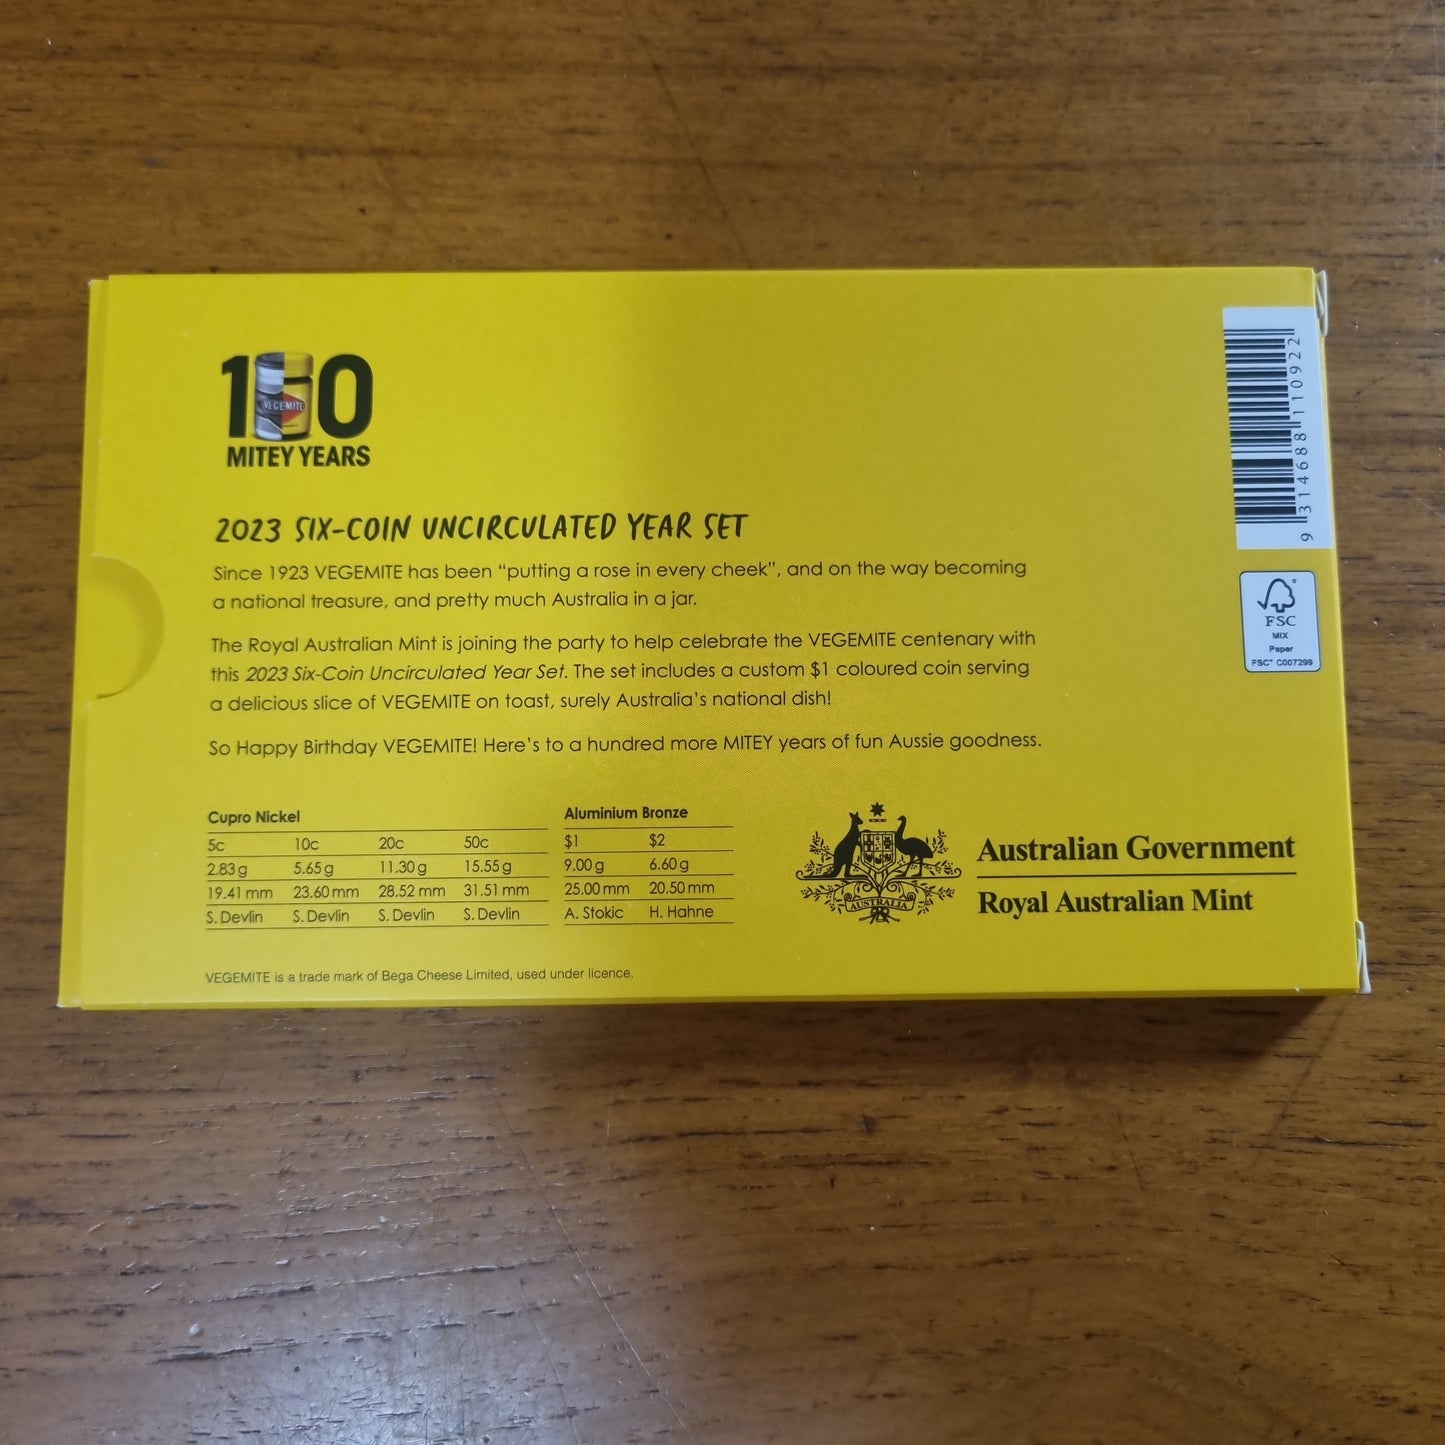 100
VEGEMITE
MITEY YEARS
2023 SIX-COIN UNCIRCULATED YEAR SET
Since 1923 VEGEMITE has been “putting a rose in every cheek”, and on the way becoming
a national treasure, and pretty much Australia in a jar.
The Royal Australian Mint is joining the party to help celebrate the VEGEMITE centenary with
this 2023 Six-Coin Uncirculated Year Set. The set includes a custom $1 coloured coin serving
a delicious slice of VEGEMITE on toast, surely Australia’s national dish!
So Happy Birthday VEGEMITE! Here’s to a hundred more MITEY years of fun Aussie goodness.
Cupro Nickel
5c 10c 20c 50c
2.83 g 5.65 g 11.30 g 15.55 g
19.41 mm 23.60 mm 28.52 mm 31.51 mm
S. Devlin S. Devlin S. Devlin S. Devlin
Aluminium Bronze
$1 $2
9.00 g 6.60 g
25.00 mm 20.50 mm
A. Stokic H. Hahne
AUSTRALIA
Australian Government
Royal Australian Mint
VEGEMITE is a trade mark of Bega Cheese Limited, used under licence.
9 314688 110922
FSC
MIX
Paper
FSC® C007299